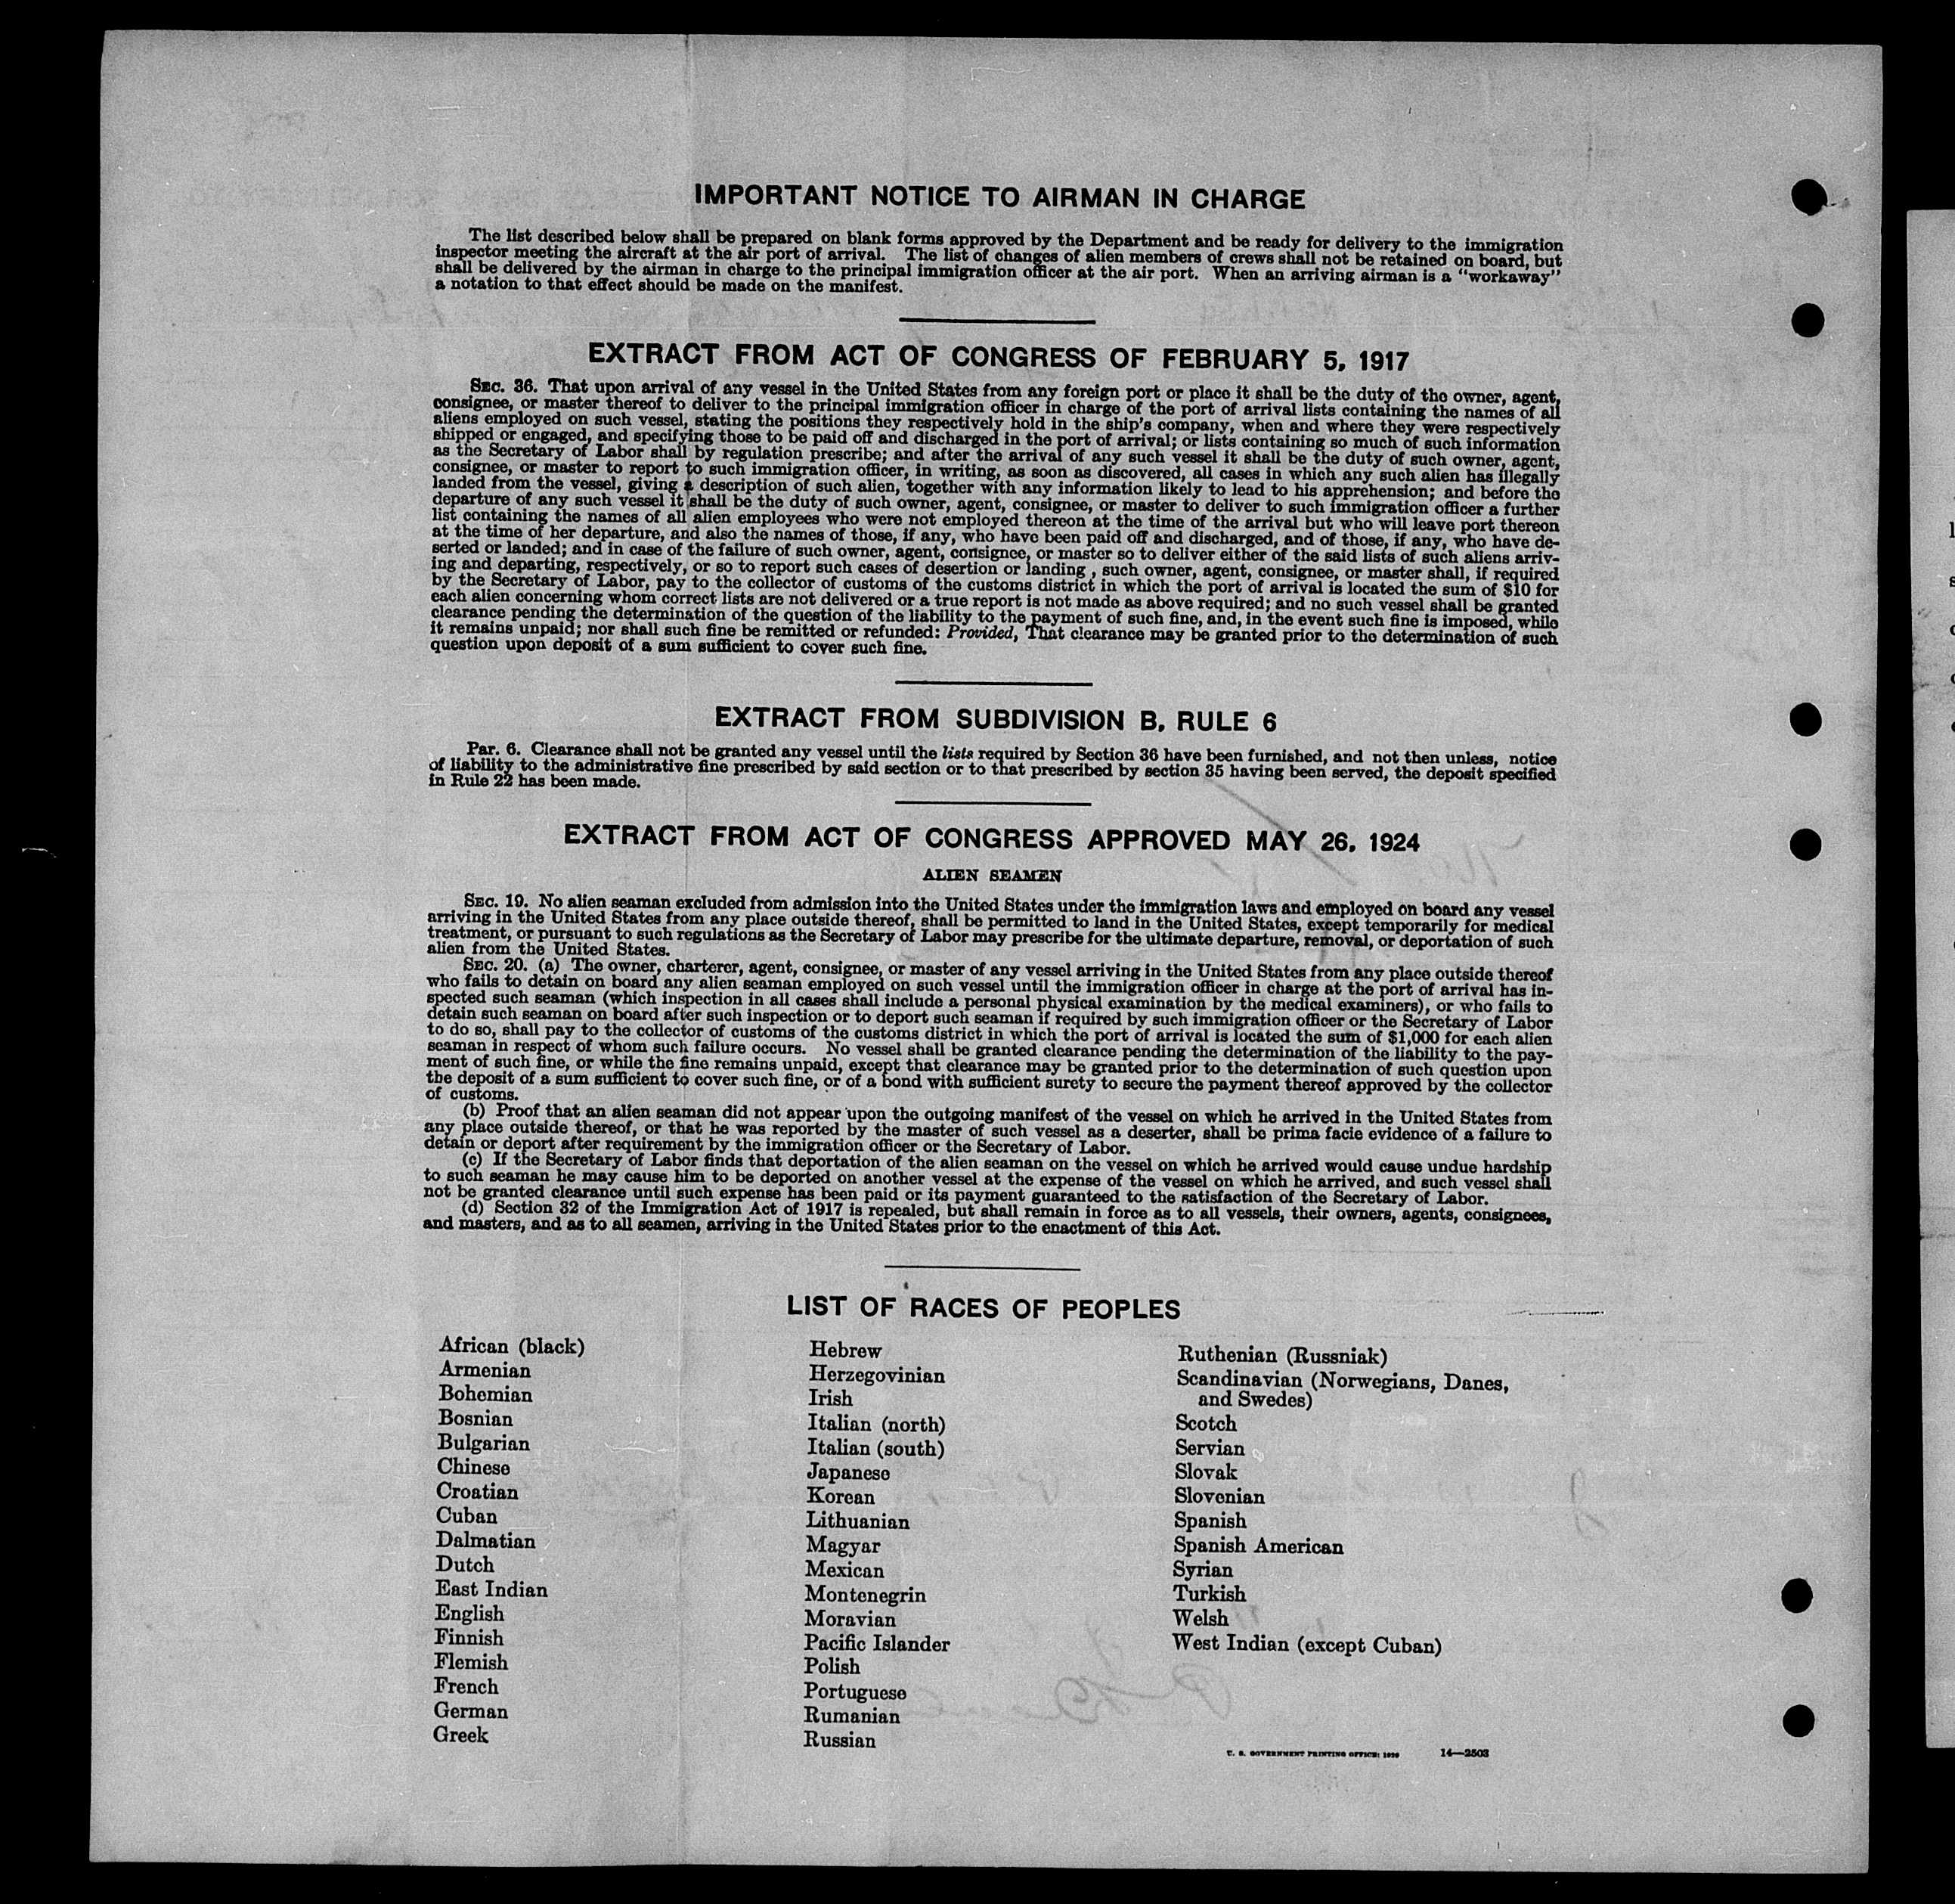 IMPORTANT NOTICE TO AIRMAN IN CHARGE
The list described below shall be prepared on blank forms approved by the Department and be ready for delivery to the immigration
inspector meeting the aircraft at the air port of arrival. The list of changes of alien members of crews shall not be retained on board, but
shall be delivered by the airman in charge to the principal immigration officer at the air port. When an arriving airman is a "workaway"
a notation to that effect should be made on the manifest.
EXTRACT FROM ACT OF CONGRESS OF FEBRUARY 5, 1917
SEC. 36. That upon arrival of any vessel in the United States from any foreign port or place it shall be the duty of the owner, agent,
consignee, or master thereof to deliver to the principal immigration officer in charge of the port of arrival lists containing the names of all
aliens employed on such vessel, stating the positions they respectively hold in the ship's company, when and where they were respectively
shipped or engaged, and specifying those to be paid off and discharged in the port of arrival; or lists containing so much of such information
as the Secretary of Labor shall by regulation prescribe; and after the arrival of any such vessel it shall be the duty of such owner, agent,
consignee, or master to report to such immigration officer, in writing, as soon as discovered, all cases in which any such alien has illegally
landed from the vessel, giving a description of such alien, together with any information likely to lead to his apprehension; and before the
departure of any such vessel it shall be the duty of such owner, agent, consignee, or master to deliver to such immigration officer a further
list containing the names of all alien employees who were not employed thereon at the time of the arrival but who will leave port thereon
at the time of her departure, and also the names of those, if any, who have been paid off and discharged, and of those, if any, who have de-
serted or landed; and in case of the failure of such owner, agent, consignee, or master so to deliver either of the said lists of such aliens arriv-
ing and departing, respectively, or so to report such cases of desertion or landing , such owner, agent, consignee, or master shall, if required
by the Secretary of Labor, pay to the collector of customs of the customs district in which the port of arrival is located the sum of $10 for
each alien concerning whom correct lists are not delivered or a true report is not made as above required; and no such vessel shall be granted
clearance pending the determination of the question of the liability to the payment of such fine, and, in the event such fine is imposed, while
it remains unpaid; nor shall such fine be remitted or refunded: Provided, That clearance may be granted prior to the determination of such
question upon deposit of a sum sufficient to cover such fine.
EXTRACT FROM SUBDIVISION B, RULE 6
Par. 6. Clearance shall not be granted any vessel until the lists required by Section 36 have been furnished, and not then unless, notice
of liability to the administrative fine prescribed by said section or to that prescribed by section 35 having been served, the deposit specified
in Rule 22 has been made.
EXTRACT FROM ACT OF CONGRESS APPROVED MAY 26, 1924
ALIEN SEAMEN
SEC. 19. No alien seaman excluded from admission into the United States under the immigration laws and employed on board any vessel
arriving in the United States from any place outside thereof, shall be permitted to land in the United States, except temporarily for medical
treatment, or pursuant to such regulations as the Secretary of Labor may prescribe for the ultimate departure, removal, or deportation of such
alien from the United States.
SEC. 20. (a) The owner, charterer, agent, consignee, or master of any vessel arriving in the United States from any place outside thereof
who fails to detain on board any alien seaman employed on such vessel until the immigration officer in charge at the port of arrival has in-
spected such seaman (which inspection in all cases shall include a personal physical examination by the medical examiners), or who fails to
detain such seaman on board after such inspection or to deport such seaman if required by such immigration officer or the Secretary of Labor
to do so, shall pay to the collector of customs of the customs district in which the port of arrival is located the sum of $1,000 for each alien
seaman in respect of whom such failure occurs. No vessel shall be granted clearance pending the determination of the liability to the pay-
ment of such fine, or while the fine remains unpaid, except that clearance may be granted prior to the determination of such question upon
the deposit of a sum sufficient to cover such fine, or of a bond with sufficient surety to secure the payment thereof approved by the collector
of customs.
(b) Proof that an alien seaman did not appear upon the outgoing manifest of the vessel on which he arrived in the United States from
any place outside thereof, or that he was reported by the master of such vessel as a deserter, shall be prima facie evidence of a failure to
detain or deport after requirement by the immigration officer or the Secretary of Labor.
(c) If the Secretary of Labor finds that deportation of the alien seaman on the vessel on which he arrived would cause undue hardship
to such seaman he may cause him to be deported on another vessel at the expense of the vessel on which he arrived, and such vessel shall
not be granted clearance until such expense has been paid or its payment guaranteed to the satisfaction of the Secretary of Labor.
(d) Section 32 of the Immigration Act of 1917 is repealed, but shall remain in force as to all vessels, their owners, agents, consignees,
and masters, and as to all seamen, arriving in the United States prior to the enactment of this Act.
LIST OF RACES OF PEOPLES
African (black)
Armenian
Bohemian
Bosnian
Bulgarian
Chinese
Croatian
Cuban
Dalmatian
Dutch
East Indian
English
Finnish
Flemish
French
German
Greek
Hebrew
Herzegovinian
Irish
Italian (north)
Italian (south)
Japanese
Korean
Lithuanian
Magyar
Mexican
Montenegrin
Moravian
Pacific Islander
Polish
Portuguese
Rumanian
Russian
Ruthenian (Russniak)
Scandinavian (Norwegians, Danes,
and Swedes)
Scotch
Servian
Slovak
Slovenian
Spanish
Spanish American
Syrian
Turkish
Welsh
West Indian (except Cuban)
U. S. GOVERNMENT PRINTING OFFICE: 14—2503